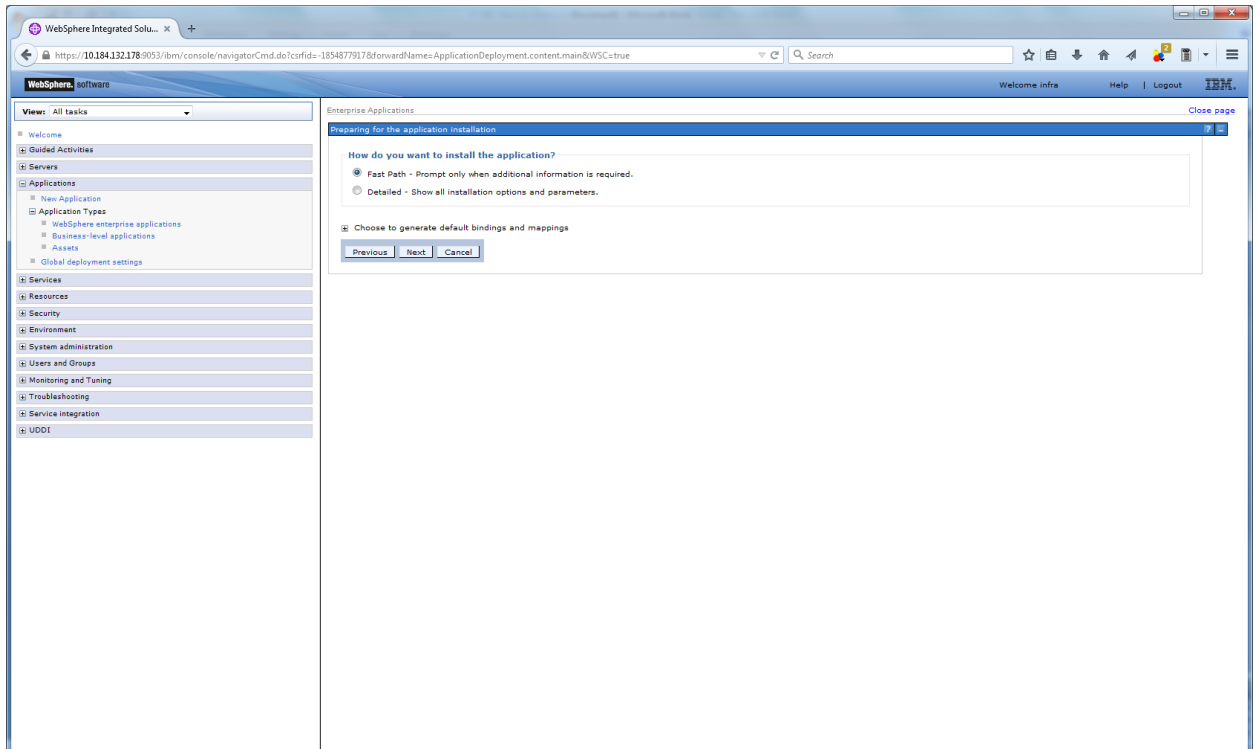 WebSphere Integrated Solu... × +
https://10.184.132.178:9053/ibm/console/navigatorCmd.do?csrfid=-1854877917&forwardName=ApplicationDeployment.content.main&WSC=true
Search
2
WebSphere. software
Welcome infra
Help | Logout
IBM.
View: All tasks
Welcome
Guided Activities
Servers
Applications
New Application
Application Types
WebSphere enterprise applications
Business-level applications
Assets
Global deployment settings
Services
Resources
Security
Environment
System administration
Users and Groups
Monitoring and Tuning
Troubleshooting
Service integration
UDDI
Enterprise Applications
Close page
Preparing for the application installation
? -
How do you want to install the application?
Fast Path - Prompt only when additional information is required.
Detailed - Show all installation options and parameters.
Choose to generate default bindings and mappings
Previous Next Cancel